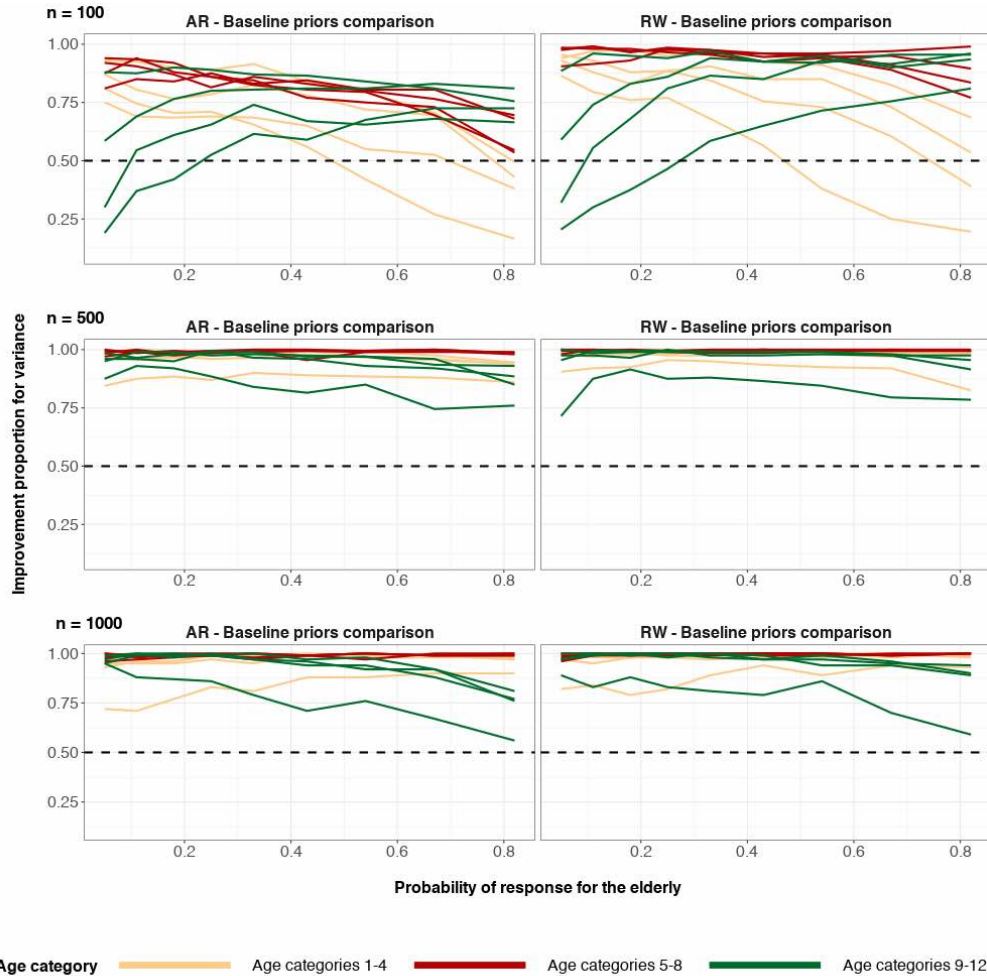 n = 100
AR - Baseline priors comparison
RW - Baseline priors comparison
1.00
0.75
0.50
0.25
0.2 0.4 0.6 0.8 0.2 0.4 0.6 0.8
n = 500
AR - Baseline priors comparison
RW - Baseline priors comparison
1.00
0.75
0.50
0.25
0.2 0.4 0.6 0.8 0.2 0.4 0.6 0.8
Improvement proportion for variance
n = 1000
AR - Baseline priors comparison
RW - Baseline priors comparison
1.00
0.75
0.50
0.25
0.2 0.4 0.6 0.8 0.2 0.4 0.6 0.8
Probability of response for the elderly
Age category Age categories 1-4 Age categories 5-8 Age categories 9-12